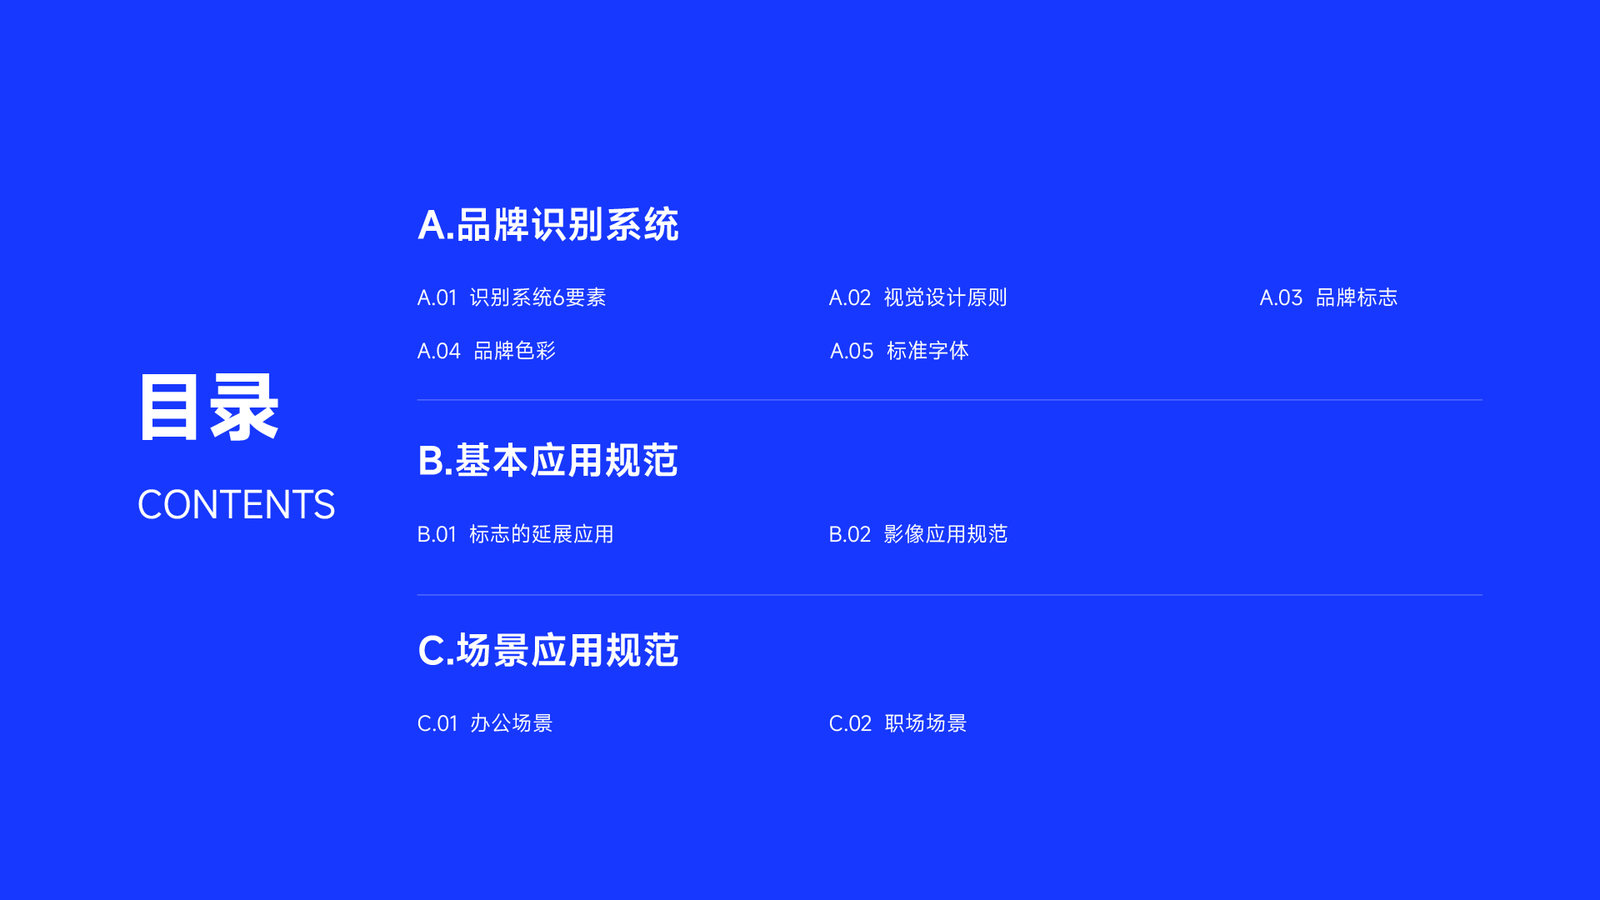 目录
CONTENTS
A.品牌识别系统
A.01 识别系统6要素
A.02 视觉设计原则
A.03 品牌标志
A.04 品牌色彩
A.05 标准字体
B.基本应用规范
B.01 标志的延展应用
B.02 影像应用规范
C.场景应用规范
C.01 办公场景
C.02 职场场景